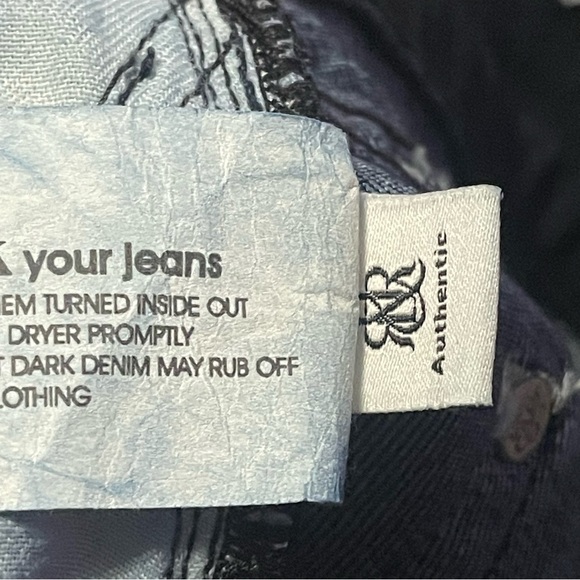 your jeans
EM TURNED INSIDE OUT
DRYER PROMPTLY
T DARK DENIM MAY RUB OFF
LOTHING
Authentic